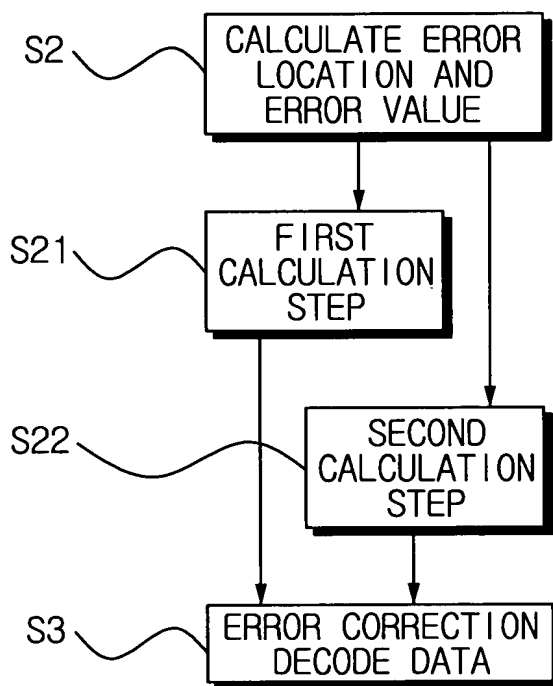 S2
CALCULATE ERROR
LOCATION AND
ERROR VALUE
S21
FIRST
CALCULATION
STEP
S22
SECOND
CALCULATION
STEP
S3
ERROR CORRECTION
DECODE DATA